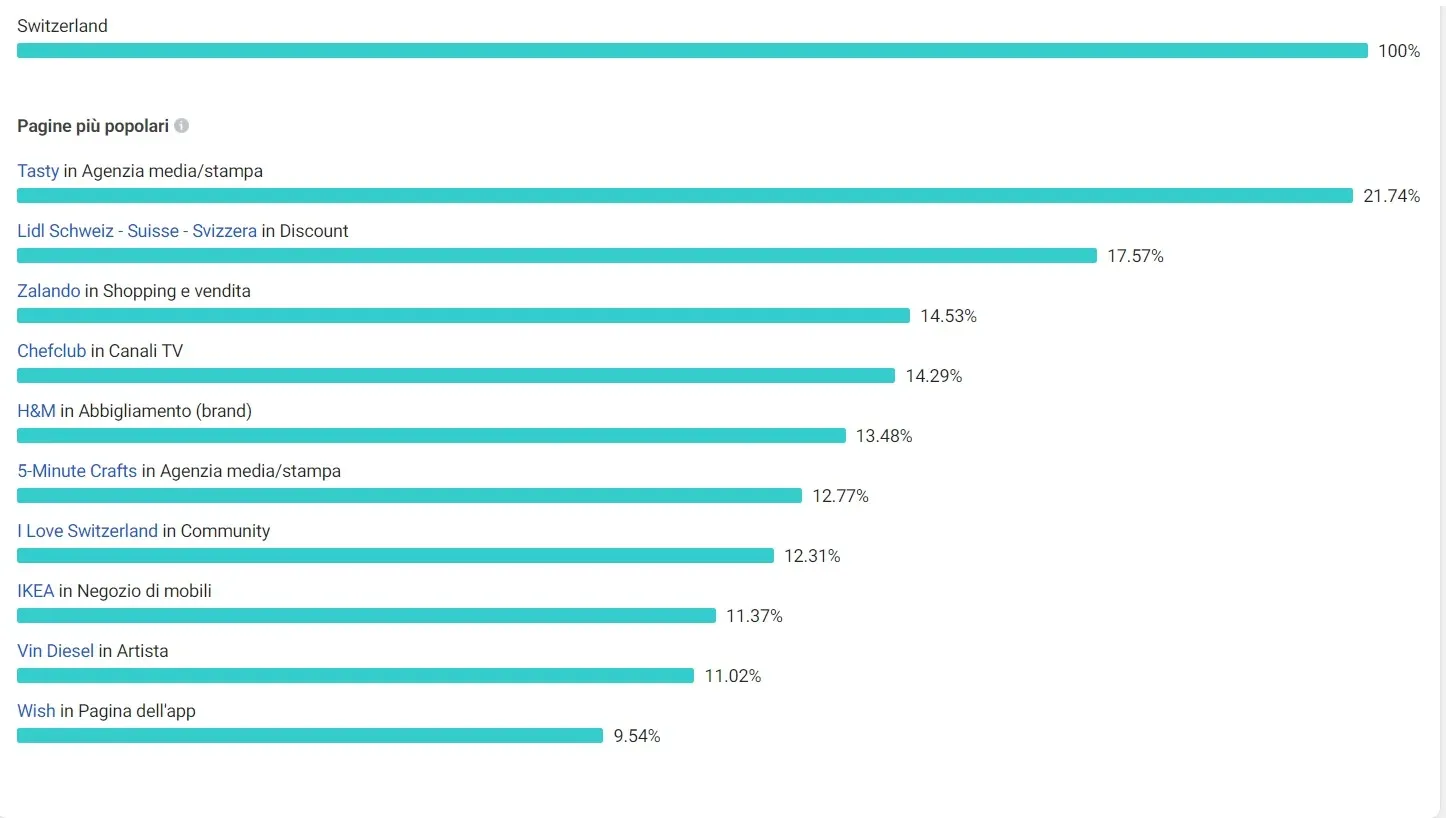 Switzerland
100%
Pagine più popolari
Tasty in Agenzia media/stampa
21.74%
Lidl Schweiz - Suisse - Svizzera in Discount
17.57%
Zalando in Shopping e vendita
14.53%
Chefclub in Canali TV
14.29%
H&M in Abbigliamento (brand)
13.48%
5-Minute Crafts in Agenzia media/stampa
12.77%
I Love Switzerland in Community
12.31%
IKEA in Negozio di mobili
11.37%
Vin Diesel in Artista
11.02%
Wish in Pagina dell'app
9.54%